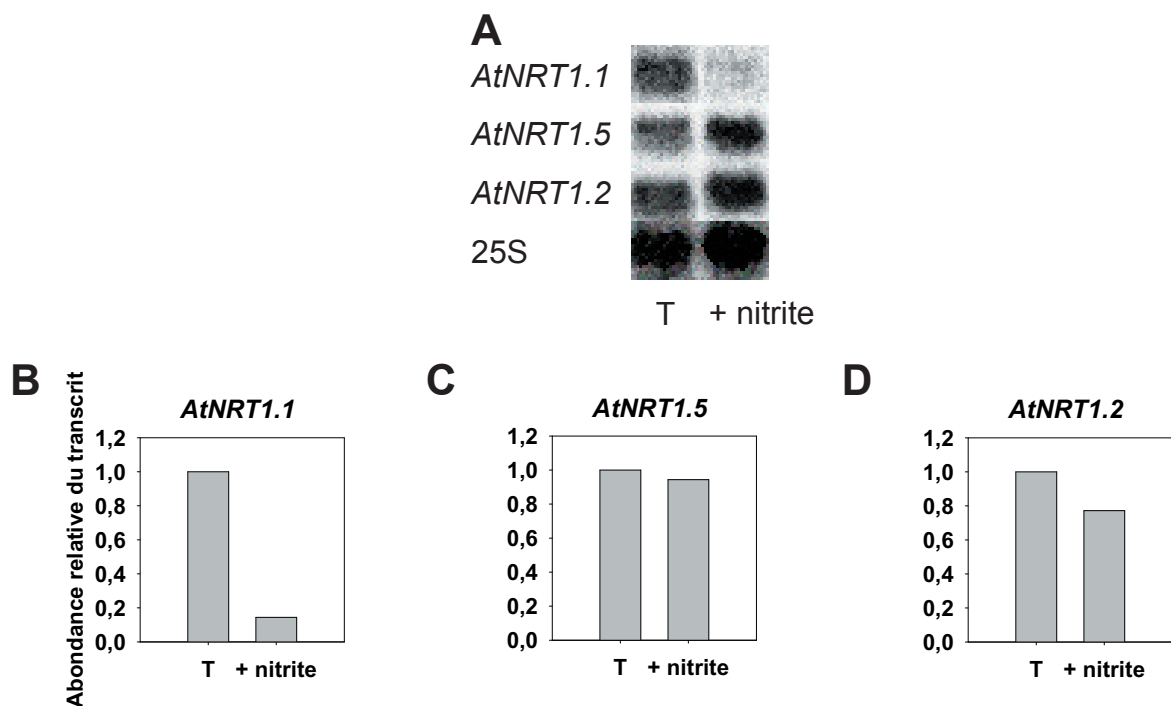 A
AtNRT1.1
AtNRT1.5
AtNRT1.2
25S
T + nitrite
B
Abondance relative du transcrit
AtNRT1.1
1,2
1,0
0,8
0,6
0,4
0,2
0,0
T + nitrite
C
AtNRT1.5
1,2
1,0
0,8
0,6
0,4
0,2
0,0
T + nitrite
D
AtNRT1.2
1,2
1,0
0,8
0,6
0,4
0,2
0,0
T + nitrite